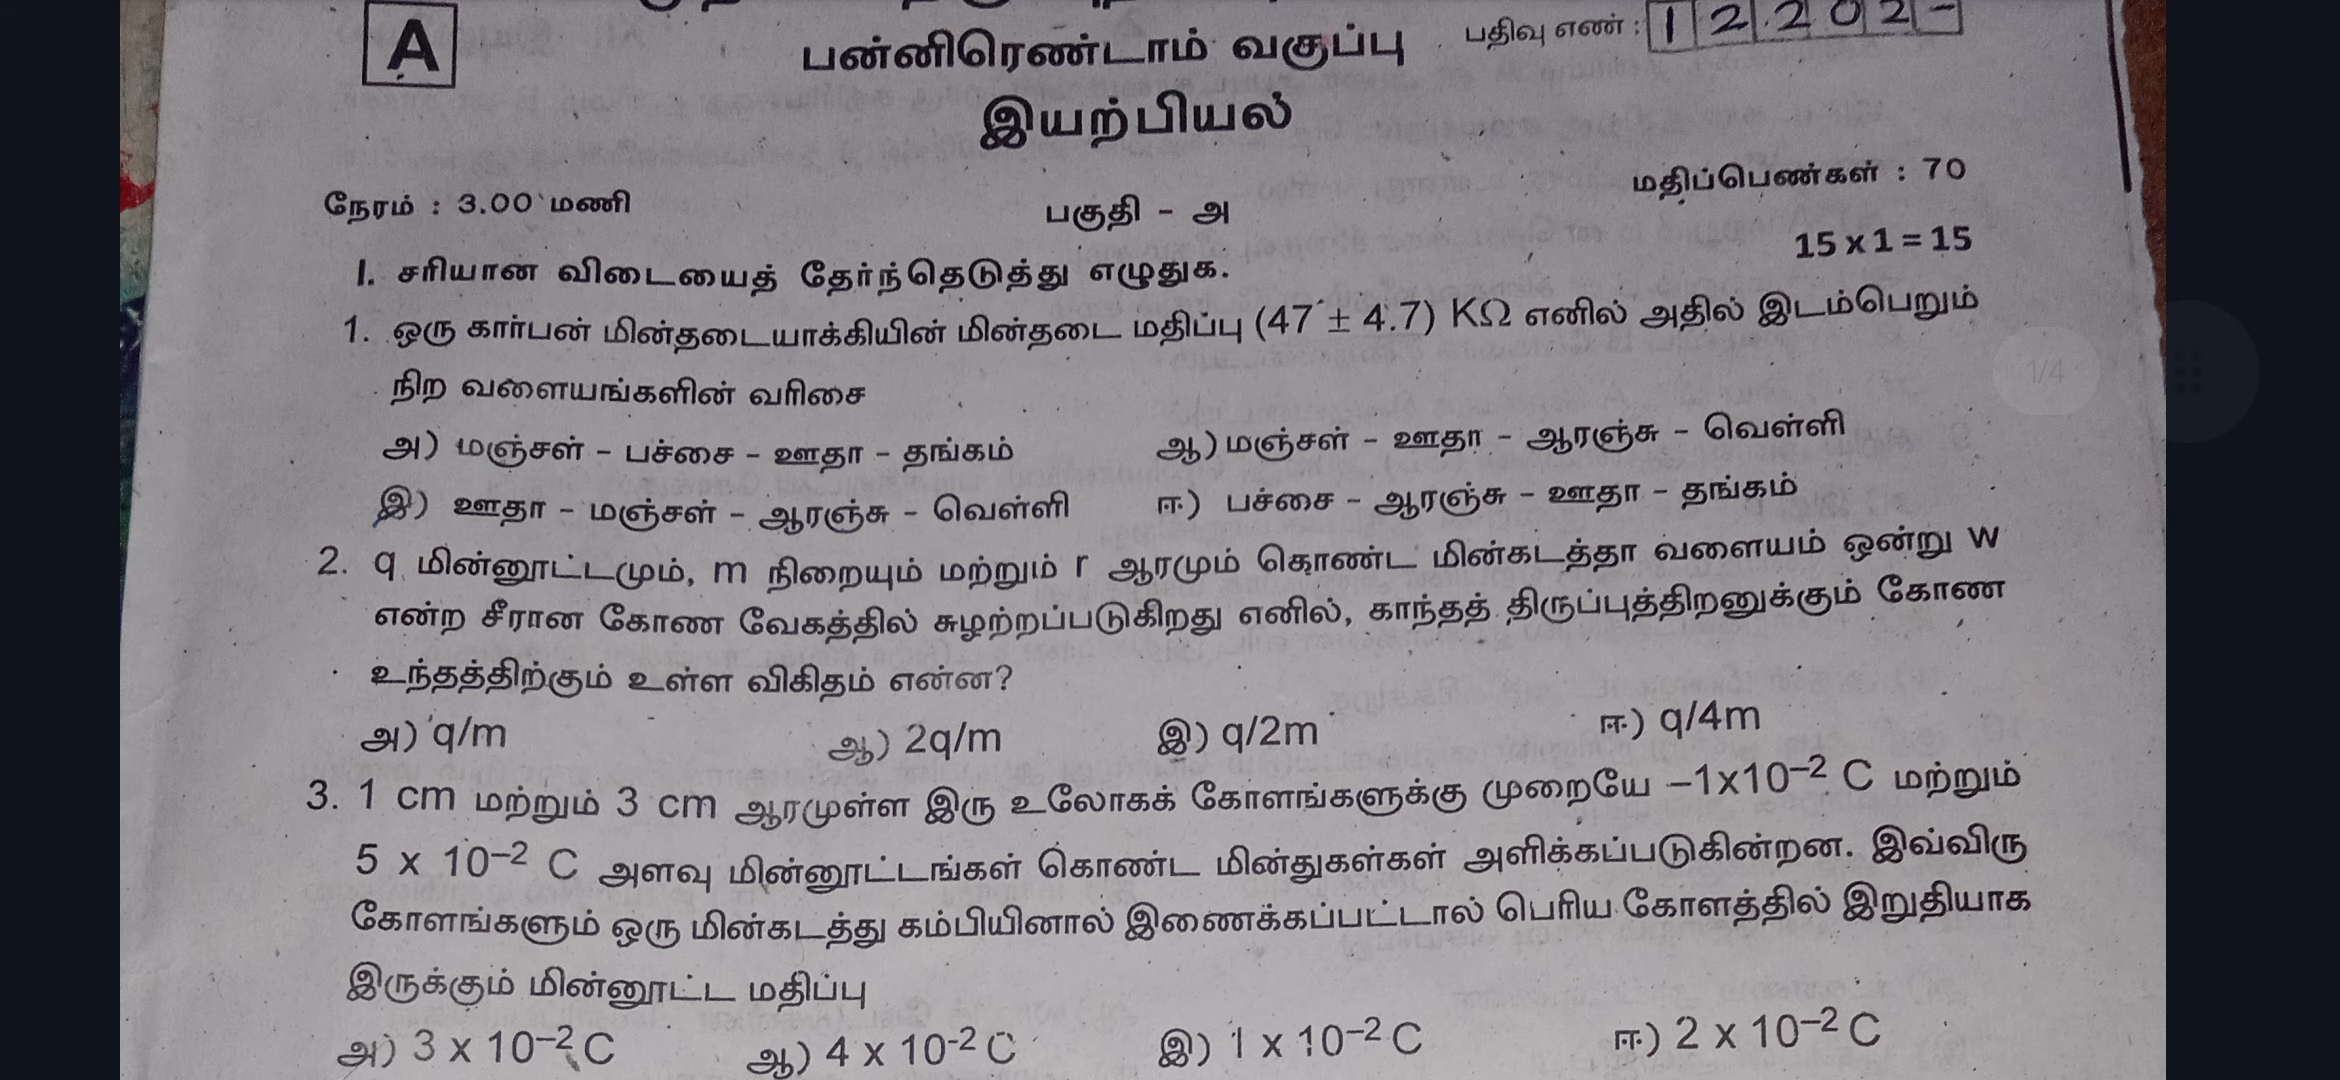 A
பன்னிரெண்டாம் வகுப்பு
பதிவு எண் : 1 2 2 0 2
இயற்பியல்
நேரம் : 3.00 மணி
மதிப்பெண்கள் : 70
பகுதி - அ
15 x 1 = 15
I. சரியான விடையைத் தேர்ந்தெடுத்து எழுதுக.
1. ஒரு கார்பன் மின்தடையாக்கியின் மின்தடை மதிப்பு (47 ± 4.7) KΩ எனில் அதில் இடம்பெறும்
நிற வளையங்களின் வரிசை
அ) மஞ்சள் - பச்சை - ஊதா - தங்கம் ஆ) மஞ்சள் - ஊதா - ஆரஞ்சு - வெள்ளி
இ) ஊதா - மஞ்சள் - ஆரஞ்சு - வெள்ளி ஈ) பச்சை - ஆரஞ்சு - ஊதா - தங்கம்
2. q மின்னூட்டமும், m நிறையும் மற்றும் r ஆரமும் கொண்ட மின்கடத்தா வளையம் ஒன்று W
என்ற சீரான கோண வேகத்தில் சுழற்றப்படுகிறது எனில், காந்தத் திருப்புத்திறனுக்கும் கோண
உந்தத்திற்கும் உள்ள விகிதம் என்ன?
அ) q/m ஆ) 2q/m இ) q/2m ஈ) q/4m
3. 1 cm மற்றும் 3 cm ஆரமுள்ள இரு உலோகக் கோளங்களுக்கு முறையே –1x10⁻² C மற்றும்
5 x 10⁻² C அளவு மின்னூட்டங்கள் கொண்ட மின்துகள்கள் அளிக்கப்படுகின்றன. இவ்விரு
கோளங்களும் ஒரு மின்கடத்து கம்பியினால் இணைக்கப்பட்டால் பெரிய கோளத்தில் இறுதியாக
இருக்கும் மின்னூட்ட மதிப்பு
அ) 3 x 10⁻² C ஆ) 4 x 10⁻² C இ) 1 x 10⁻² C ஈ) 2 x 10⁻² C
1/4